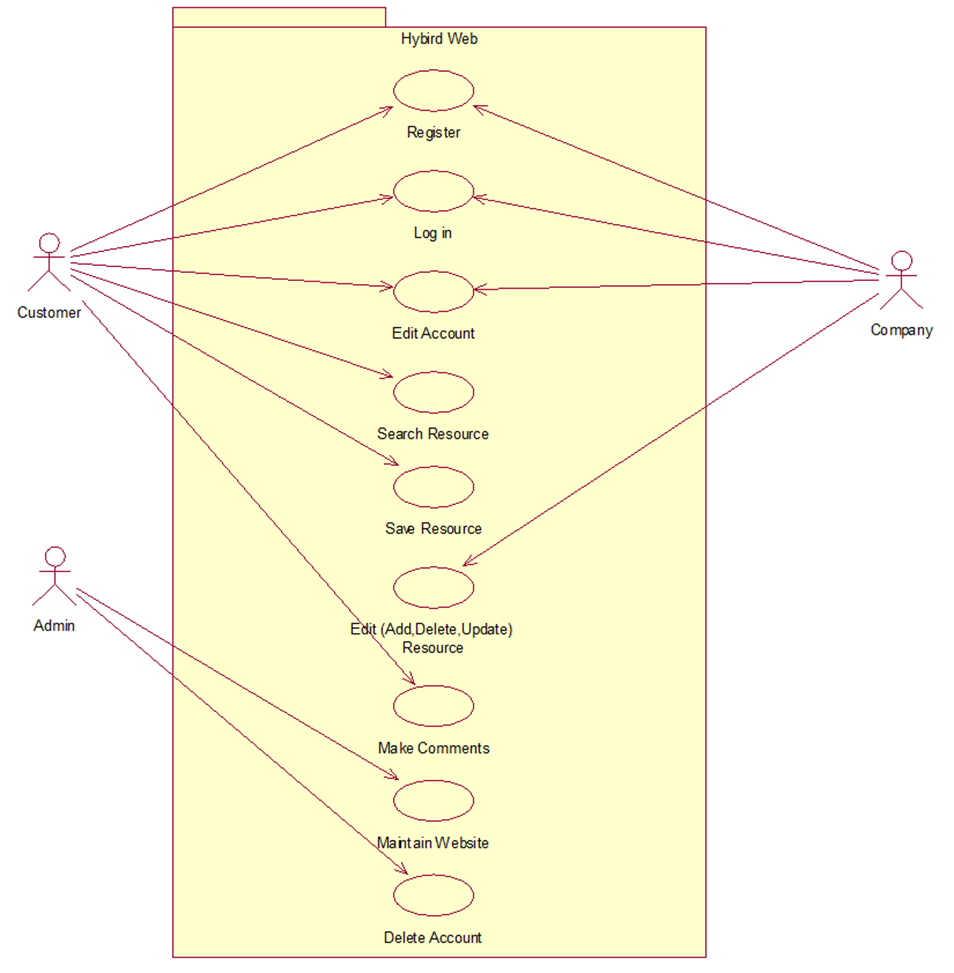 Hybird Web
Register
Log in
Customer
Edit Account
Company
Search Resource
Save Resource
Admin
Edit (Add,Delete,Update)
Resource
Make Comments
Maintain Website
Delete Account